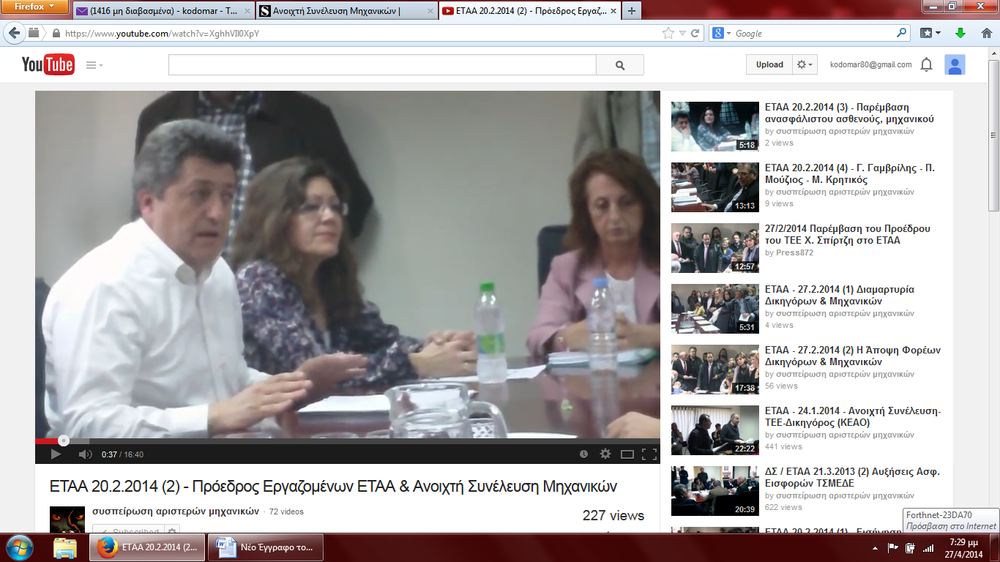 Firefox
(1416 μη διαβασμένα) - kodomar - T...
Ανοιχτή Συνέλευση Μηχανικών |
ΕΤΑΑ 20.2.2014 (2) - Πρόεδρος Εργαζ...
https://www.youtube.com/watch?v=XghhVIl0XpY
Google
YouTube
Upload
kodomar80@gmail.com
ΕΤΑΑ 20.2.2014 (3) - Παρέμβαση
ανασφάλιστου ασθενούς, μηχανικού
by συσπείρωση αριστερών μηχανικών
2 views
5:18
ΕΤΑΑ 20.2.2014 (4) - Γ. Γαμβρίλης - Π.
Μούζιος - Μ. Κρητικός
by συσπείρωση αριστερών μηχανικών
9 views
13:13
27/2/2014 Παρέμβαση του Προέδρου
του ΤΕΕ Χ. Σπίρτζη στο ΕΤΑΑ
by Press872
12:57
ΕΤΑΑ - 27.2.2014 (1) Διαμαρτυρία
Δικηγόρων & Μηχανικών
by συσπείρωση αριστερών μηχανικών
4 views
5:31
ΕΤΑΑ - 27.2.2014 (2) Η Άποψη Φορέων
Δικηγόρων & Μηχανικών
by συσπείρωση αριστερών μηχανικών
56 views
17:38
ΕΤΑΑ - 24.1.2014 - Ανοιχτή Συνέλευση-
ΤΕΕ-Δικηγόρος (ΚΕΑΟ)
by συσπείρωση αριστερών μηχανικών
441 views
22:22
ΔΣ / ΕΤΑΑ 21.3.2013 (2) Αυξήσεις Ασφ.
Εισφορών ΤΣΜΕΔΕ
by συσπείρωση αριστερών μηχανικών
622 views
20:39
ΕΤΑΑ 20.2.2014 (1) - Εισήγηση
0:37 / 16:40
ΕΤΑΑ 20.2.2014 (2) - Πρόεδρος Εργαζομένων ΕΤΑΑ & Ανοιχτή Συνέλευση Μηχανικών
συσπείρωση αριστερών μηχανικών · 72 videos
227 views
Subscribed
Forthnet-23DA70
Πρόσβαση στο Internet
ΕΤΑΑ 20.2.2014 (2...
Νέο Έγγραφο το...
7:29 μμ
27/4/2014